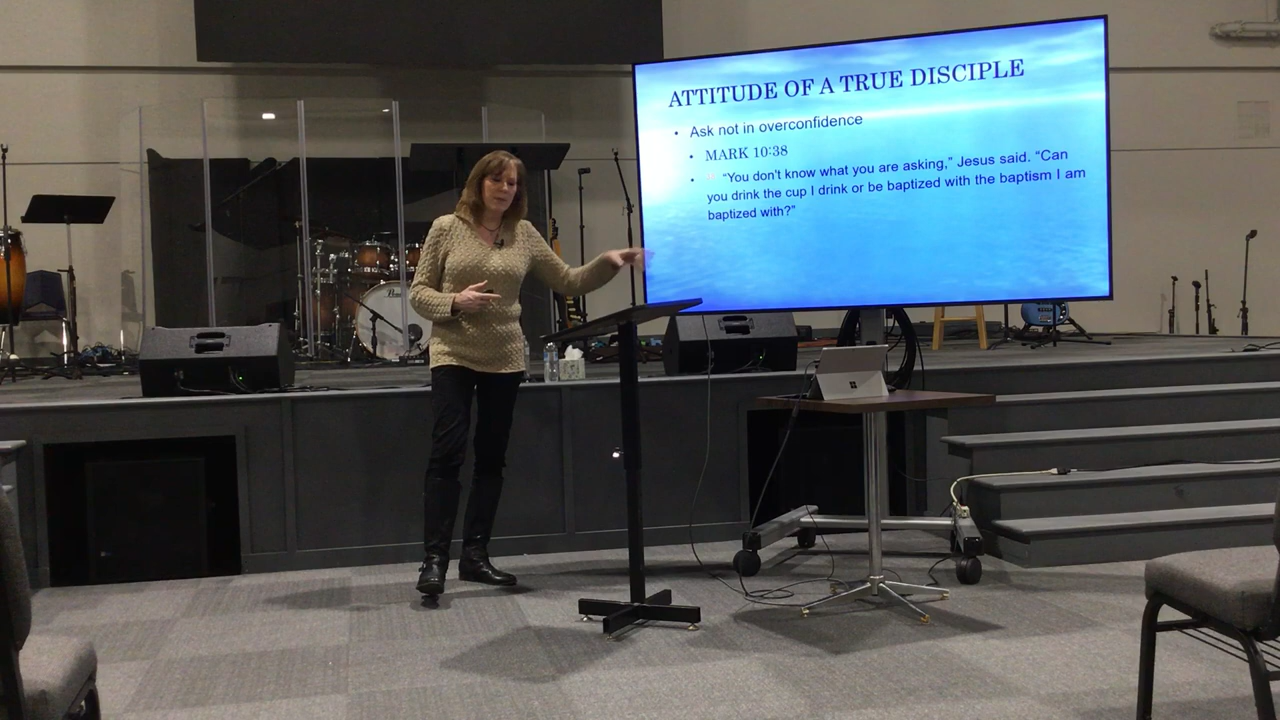 ATTITUDE OF A TRUE DISCIPLE
• Ask not in overconfidence
• MARK 10:38
• “You don't know what you are asking,” Jesus said. “Can
you drink the cup I drink or be baptized with the baptism I am
baptized with?”